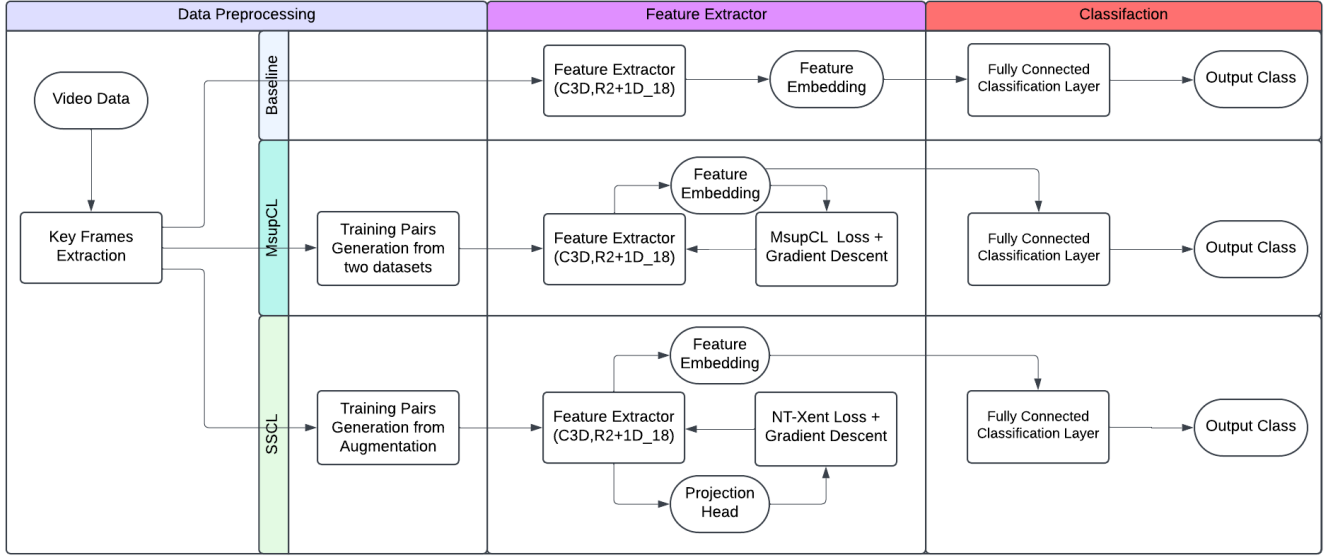 Data Preprocessing
Feature Extractor
Classifaction
Video Data
Key Frames
Extraction
Baseline
Feature Extractor
(C3D,R2+1D_18)
Feature
Embedding
Fully Connected
Classification Layer
Output Class
MsupCL
Training Pairs
Generation from
two datasets
Feature Extractor
(C3D,R2+1D_18)
Feature
Embedding
MsupCL Loss +
Gradient Descent
Fully Connected
Classification Layer
Output Class
SSCL
Training Pairs
Generation from
Augmentation
Feature Extractor
(C3D,R2+1D_18)
Feature
Embedding
NT-Xent Loss +
Gradient Descent
Projection
Head
Fully Connected
Classification Layer
Output Class